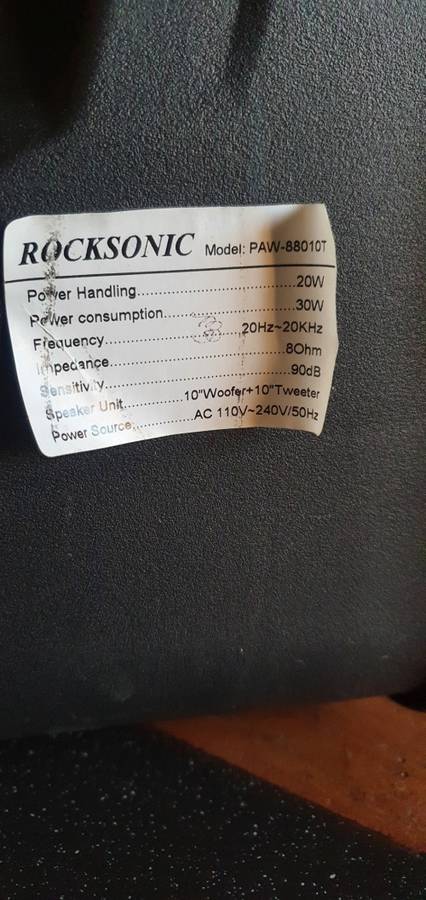 ROCKSONIC Model: PAW-88010T
Power Handling..............................20W
Power consumption.........................30W
Frequency..........................20Hz~20KHz
Impedance....................................8Ohm
Sensitivity.....................................90dB
Speaker Unit............10"Woofer+10"Tweeter
Power Source:............AC 110V~240V/50Hz